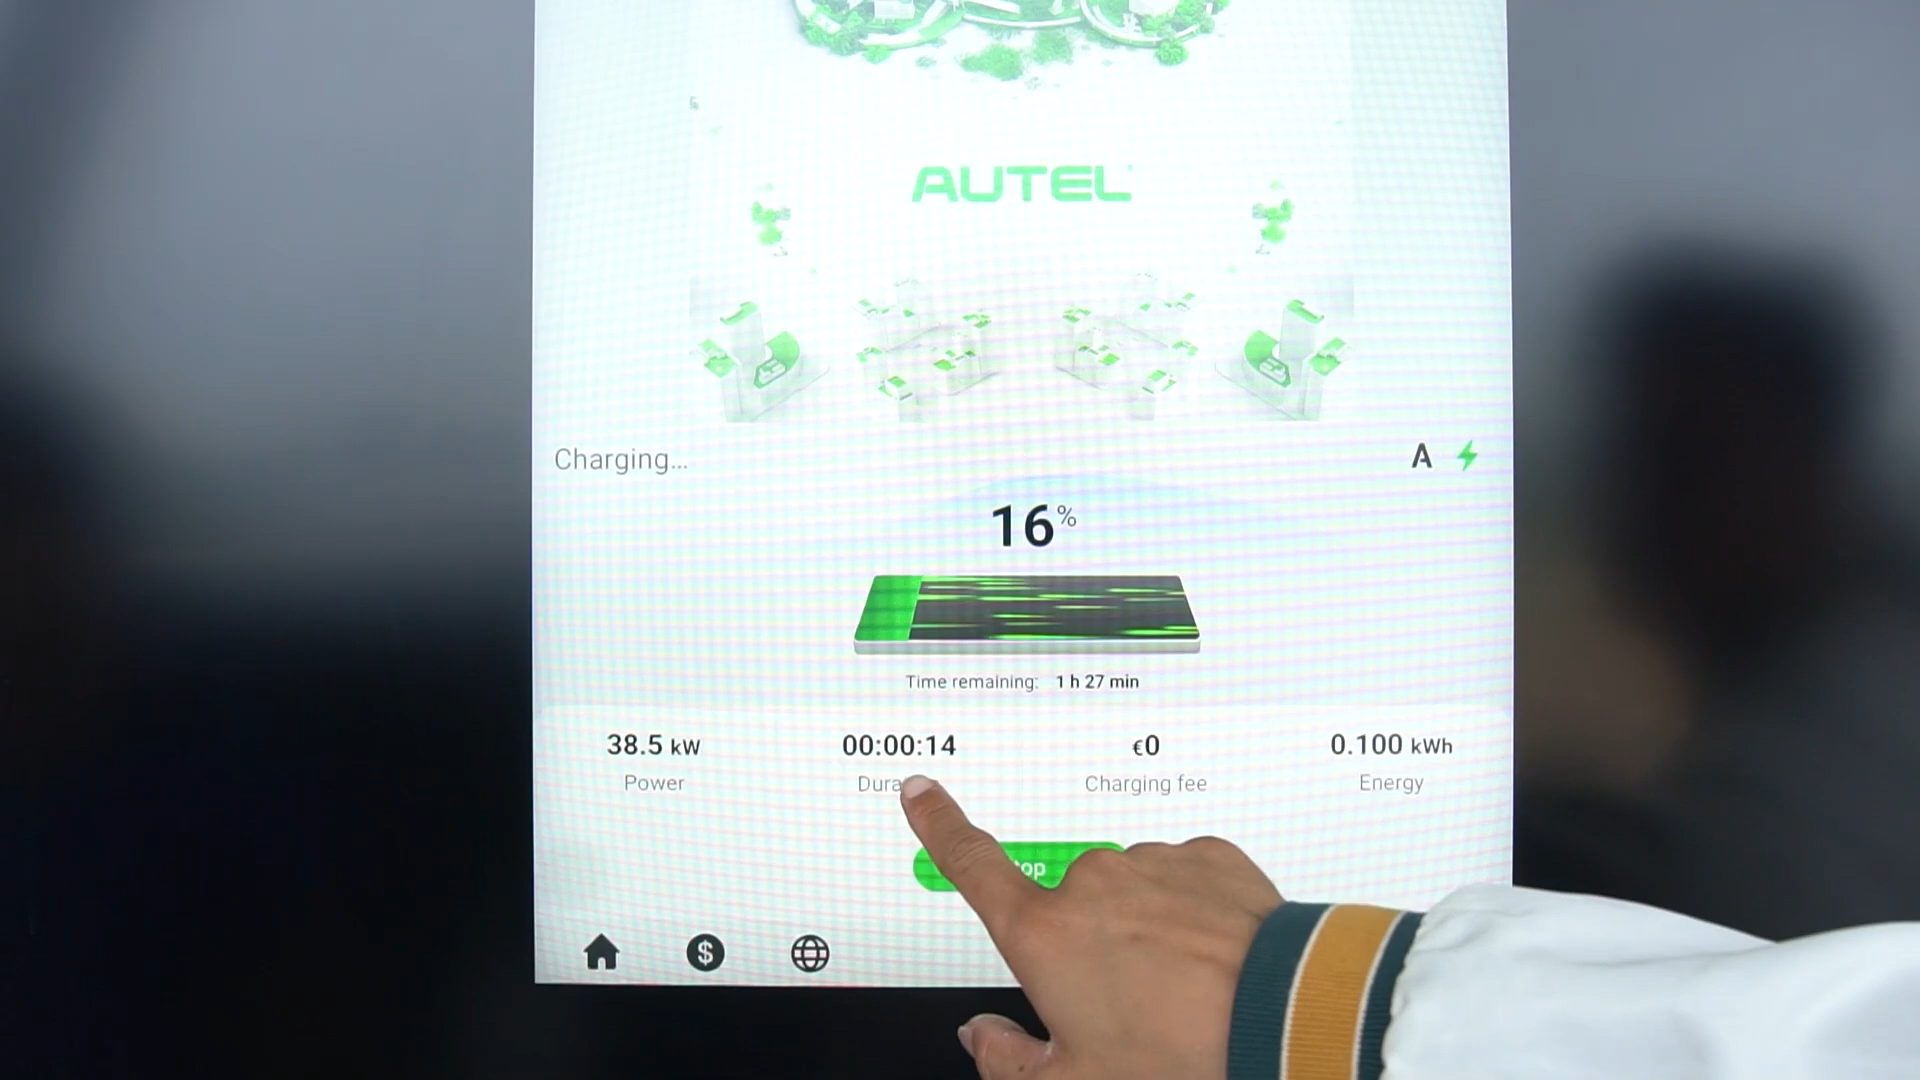 AUTEL
Charging...
A
16%
Time remaining: 1 h 27 min
38.5 kW
00:00:14
€0
0.100 kWh
Power
Charging fee
Energy